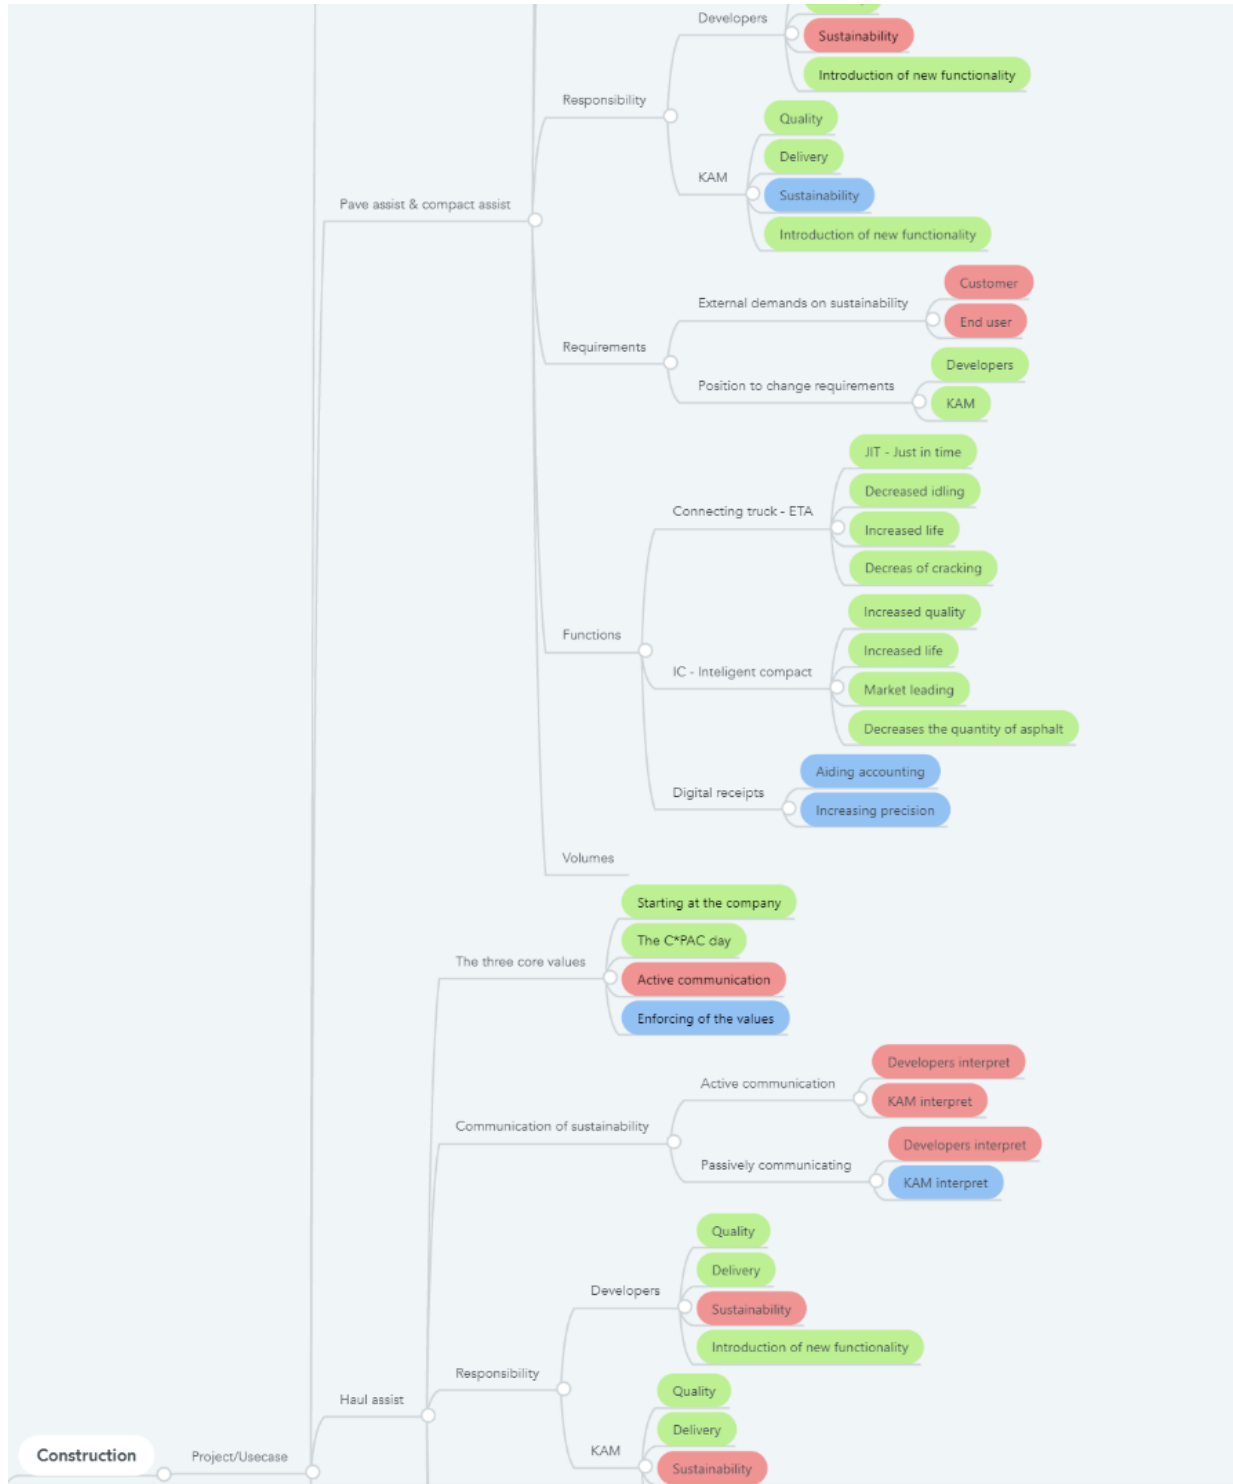 Developers
Sustainability
Introduction of new functionality
Responsibility
Quality
Delivery
KAM
Sustainability
Introduction of new functionality
Pave assist & compact assist
Customer
External demands on sustainability
End user
Requirements
Developers
Position to change requirements
KAM
JIT - Just in time
Decreased idling
Connecting truck - ETA
Increased life
Decreas of cracking
Increased quality
Functions
Increased life
IC - Inteligent compact
Market leading
Decreases the quantity of asphalt
Aiding accounting
Digital receipts
Increasing precision
Volumes
Starting at the company
The C*PAC day
The three core values
Active communication
Enforcing of the values
Developers interpret
Active communication
KAM interpret
Communication of sustainability
Developers interpret
Passively communicating
KAM interpret
Quality
Delivery
Developers
Sustainability
Introduction of new functionality
Responsibility
Quality
Haul assist
Delivery
KAM
Sustainability
Construction
Project/Usecase